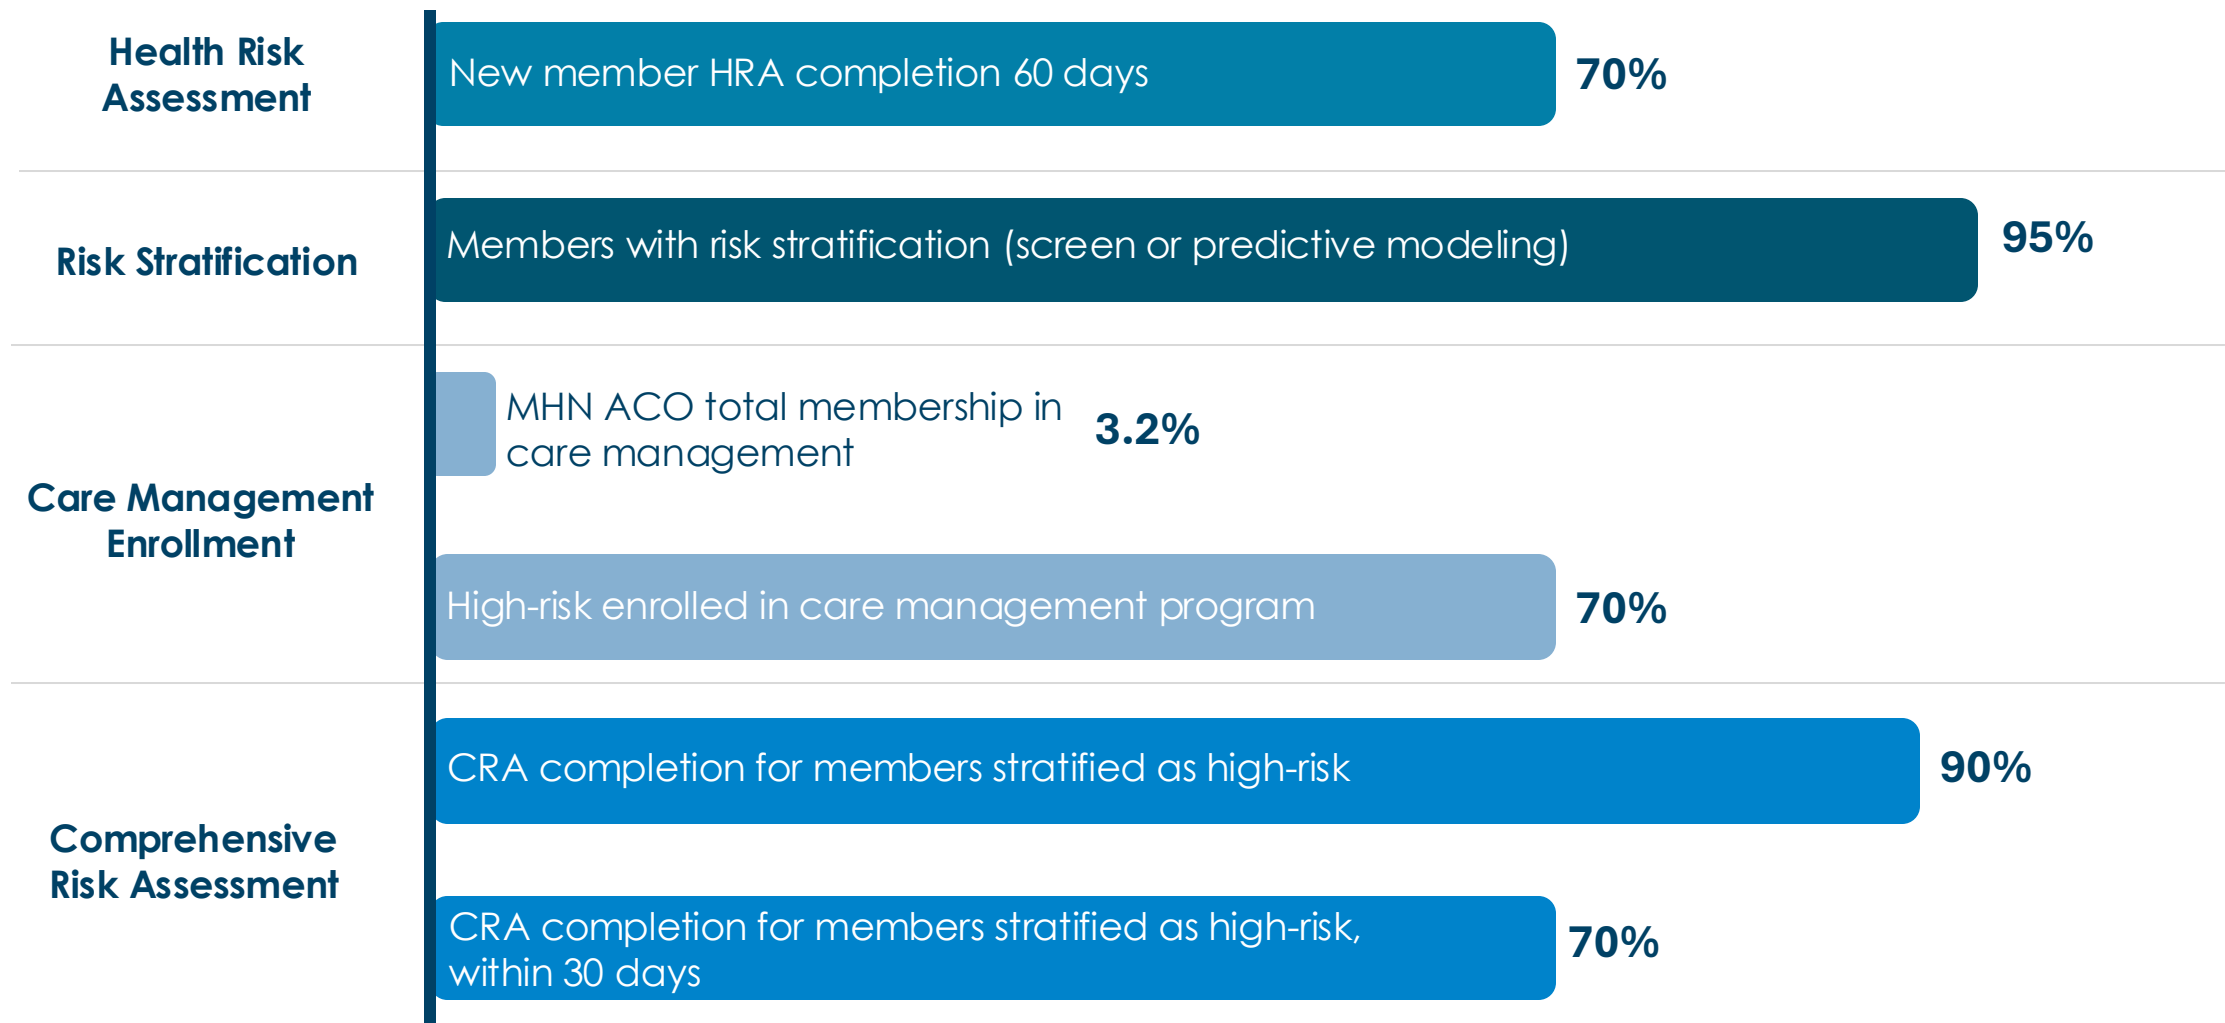 Health Risk
Assessment
New member HRA completion 60 days
70%
Risk Stratification
Members with risk stratification (screen or predictive modeling)
95%
Care Management
Enrollment
MHN ACO total membership in
care management
3.2%
High-risk enrolled in care management program
70%
Comprehensive
Risk Assessment
CRA completion for members stratified as high-risk
90%
CRA completion for members stratified as high-risk,
within 30 days
70%